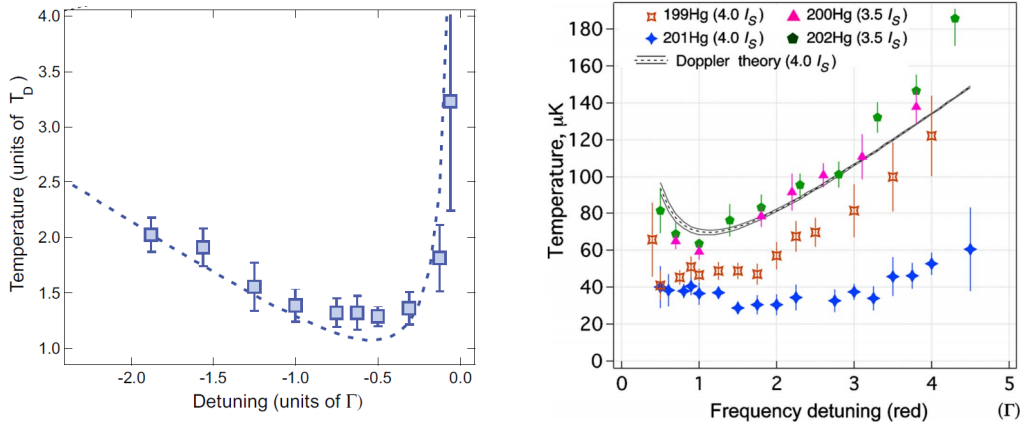 4.0
3.5
3.0
2.5
2.0
1.5
1.0
Temperature (units of T_D )
-2.0 -1.5 -1.0 -0.5 0.0
Detuning (units of Γ)
199Hg (4.0 I_S) 200Hg (3.5 I_S)
201Hg (4.0 I_S) 202Hg (3.5 I_S)
Doppler theory (4.0 I_S)
180
160
140
120
100
80
60
40
20
0
Temperature, μK
0 1 2 3 4 5
Frequency detuning (red) (Γ)